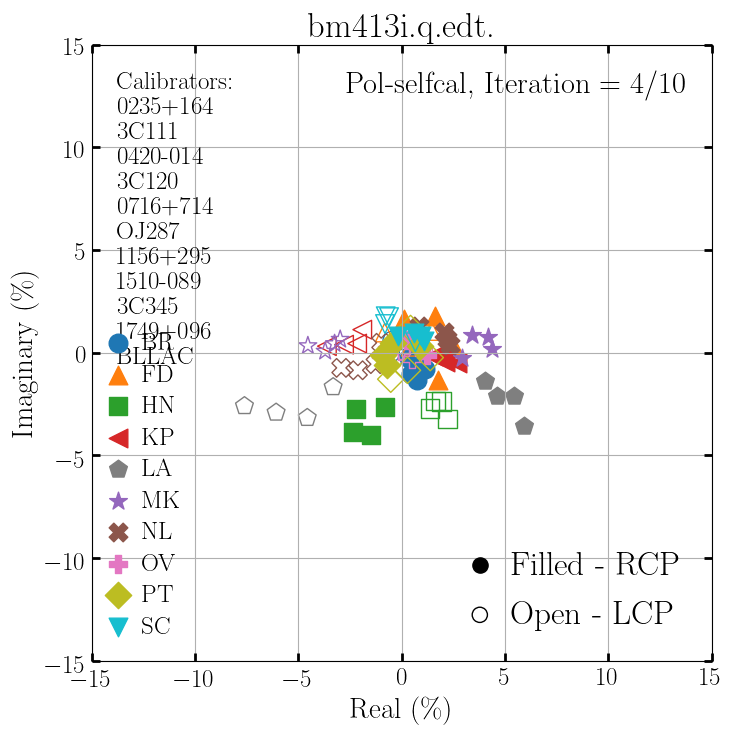 bm413i.q.edt.
Pol-selfcal, Iteration = 4/10
Calibrators:
0235+164
3C111
0420-014
3C120
0716+714
OJ287
1156+295
1510-089
3C345
1749+096
BLLAC
BR
FD
HN
KP
LA
MK
NL
OV
PT
SC
Filled - RCP
Open - LCP
15
10
5
0
−5
−10
−15
Imaginary (%)
−15
−10
−5
0
5
10
15
Real (%)